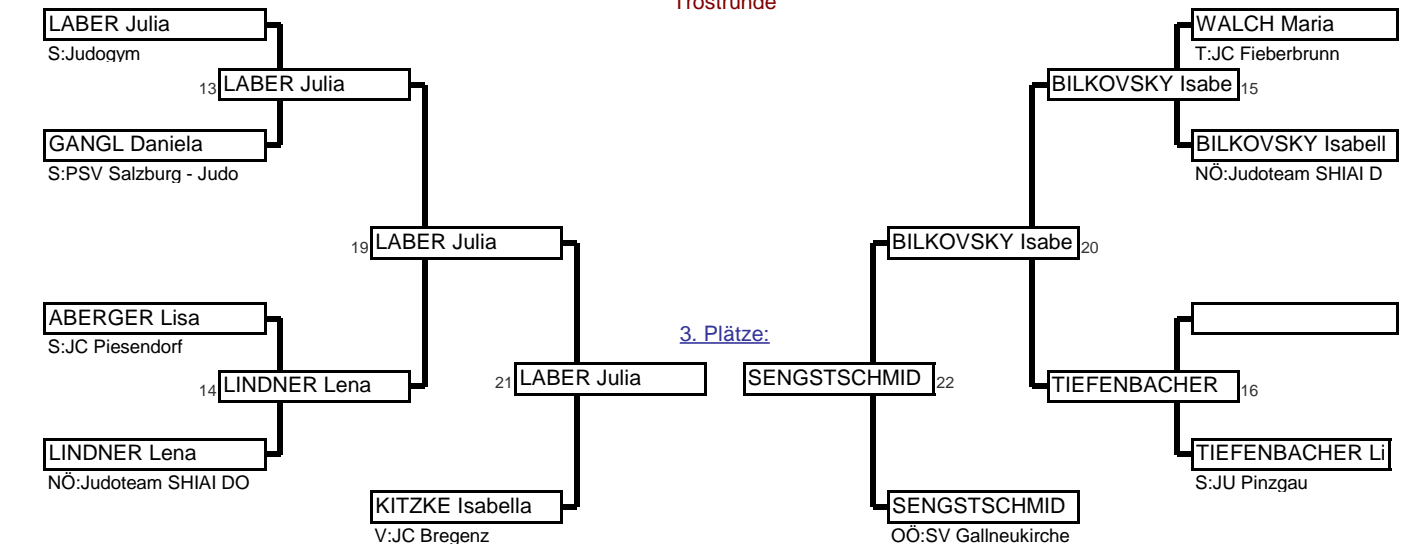 Trostrunde
LABER Julia
S:Judogym
13 LABER Julia
GANGL Daniela
S:PSV Salzburg - Judo
19 LABER Julia
ABERGER Lisa
S:JC Piesendorf
14 LINDNER Lena
LINDNER Lena
NÖ:Judoteam SHIAI DO
21 LABER Julia
KITZKE Isabella
V:JC Bregenz
3. Plätze:
WALCH Maria
T:JC Fieberbrunn
BILKOVSKY Isabe 15
BILKOVSKY Isabell
NÖ:Judoteam SHIAI D
BILKOVSKY Isabe 20
SENGSTSCHMID 22
TIEFENBACHER 16
TIEFENBACHER Li
S:JU Pinzgau
SENGSTSCHMID
OÖ:SV Gallneukirche